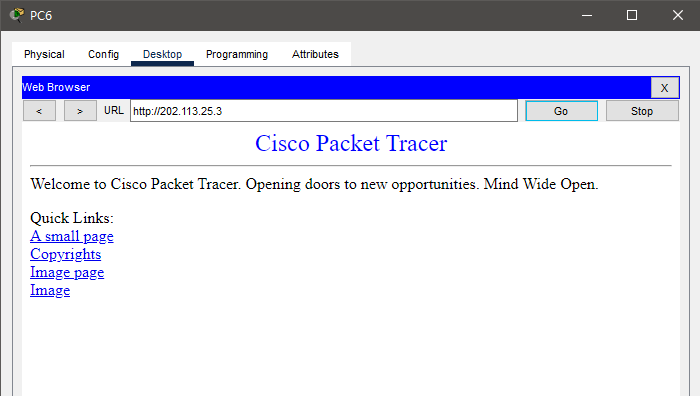 PC6
Physical Config Desktop Programming Attributes
Web Browser X
< > URL http://202.113.25.3 Go Stop
Cisco Packet Tracer
Welcome to Cisco Packet Tracer. Opening doors to new opportunities. Mind Wide Open.
Quick Links:
A small page
Copyrights
Image page
Image